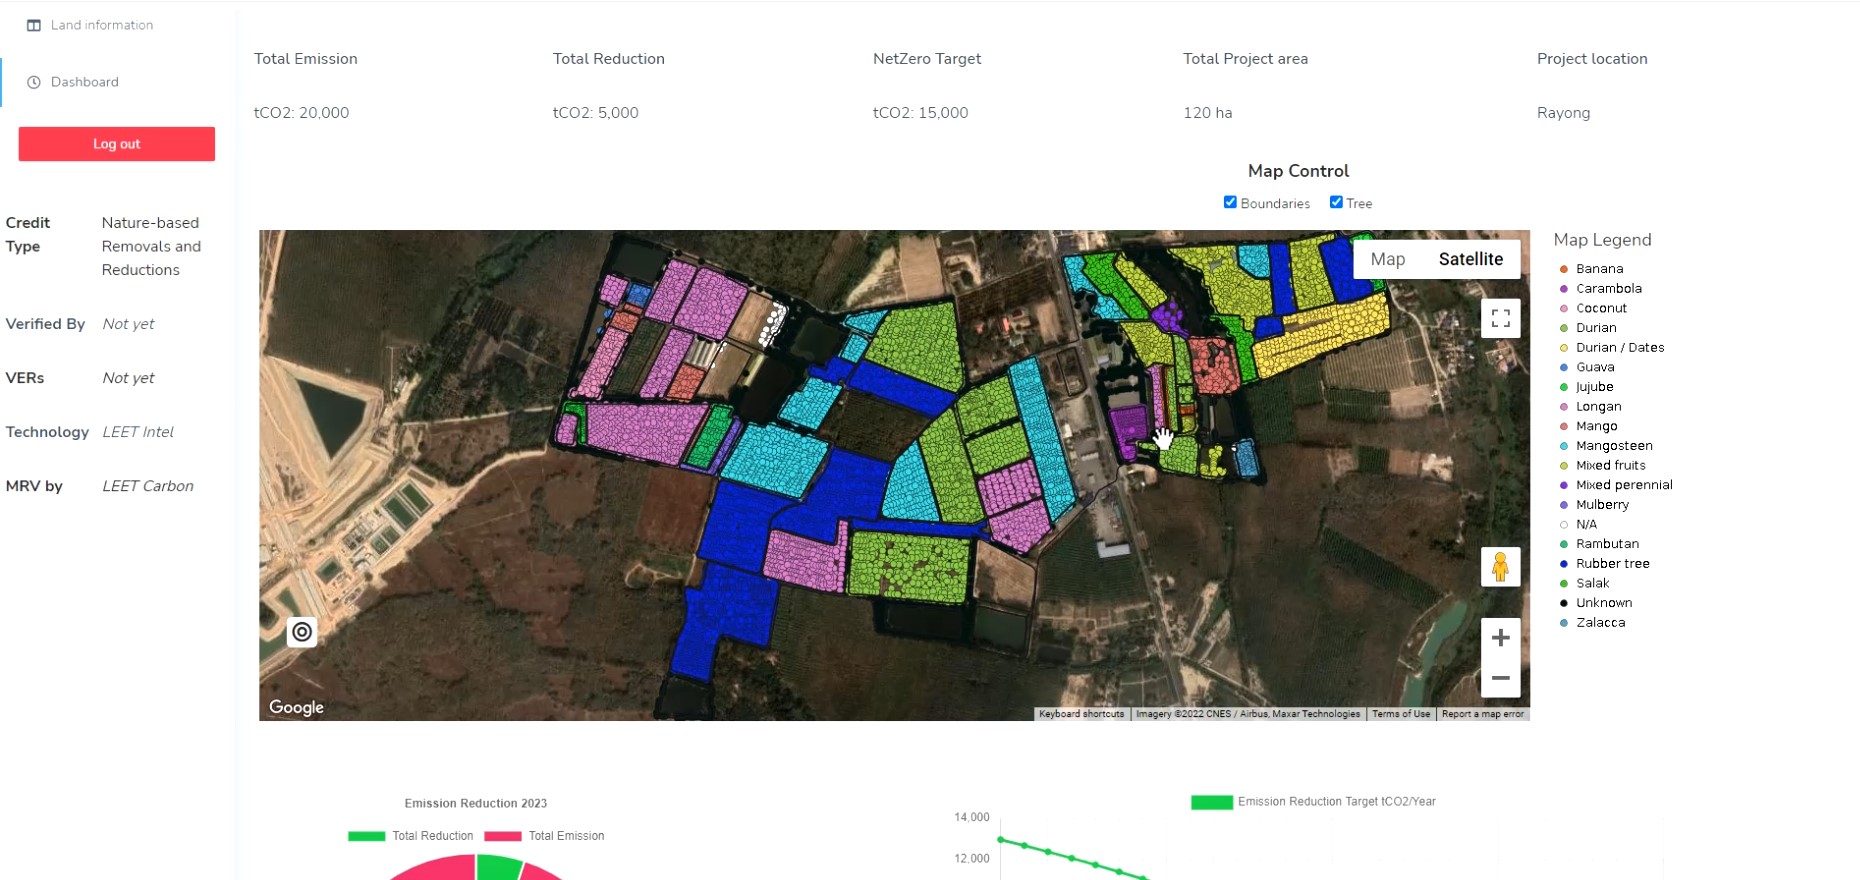 Land information
Dashboard
Log out
Credit Type
Nature-based Removals and Reductions
Verified By
Not yet
VERs
Not yet
Technology
LEET Intel
MRV by
LEET Carbon
Total Emission
Total Reduction
NetZero Target
Total Project area
Project location
tCO2: 20,000
tCO2: 5,000
tCO2: 15,000
120 ha
Rayong
Map Control
Boundaries
Tree
Map
Satellite
Google
Keyboard shortcuts
Imagery ©2022 CNES / Airbus, Maxar Technologies
Terms of Use
Report a map error
Map Legend
Banana
Carambola
Coconut
Durian
Durian / Dates
Guava
Jujube
Longan
Mango
Mangosteen
Mixed fruits
Mixed perennial
Mulberry
N/A
Rambutan
Rubber tree
Salak
Unknown
Zalacca
Emission Reduction 2023
Total Reduction
Total Emission
Emission Reduction Target tCO2/Year
14,000
12,000